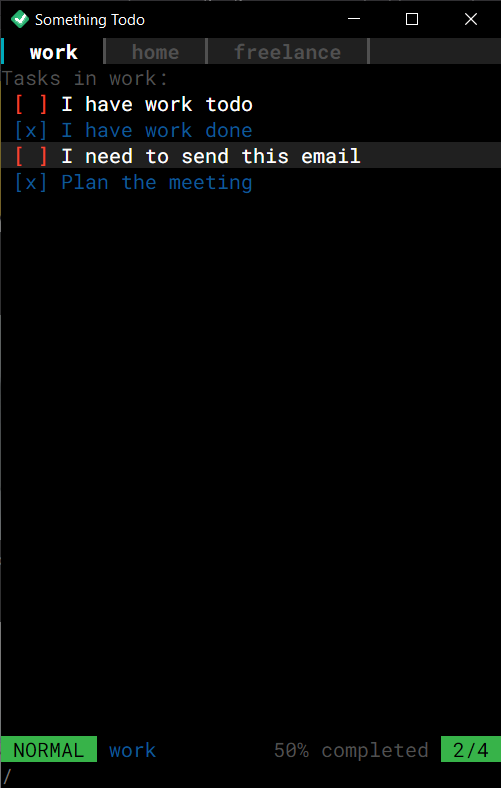 Something Todo
work home freelance
Tasks in work:
[ ] I have work todo
[x] I have work done
[ ] I need to send this email
[x] Plan the meeting
NORMAL work 50% completed 2/4
/